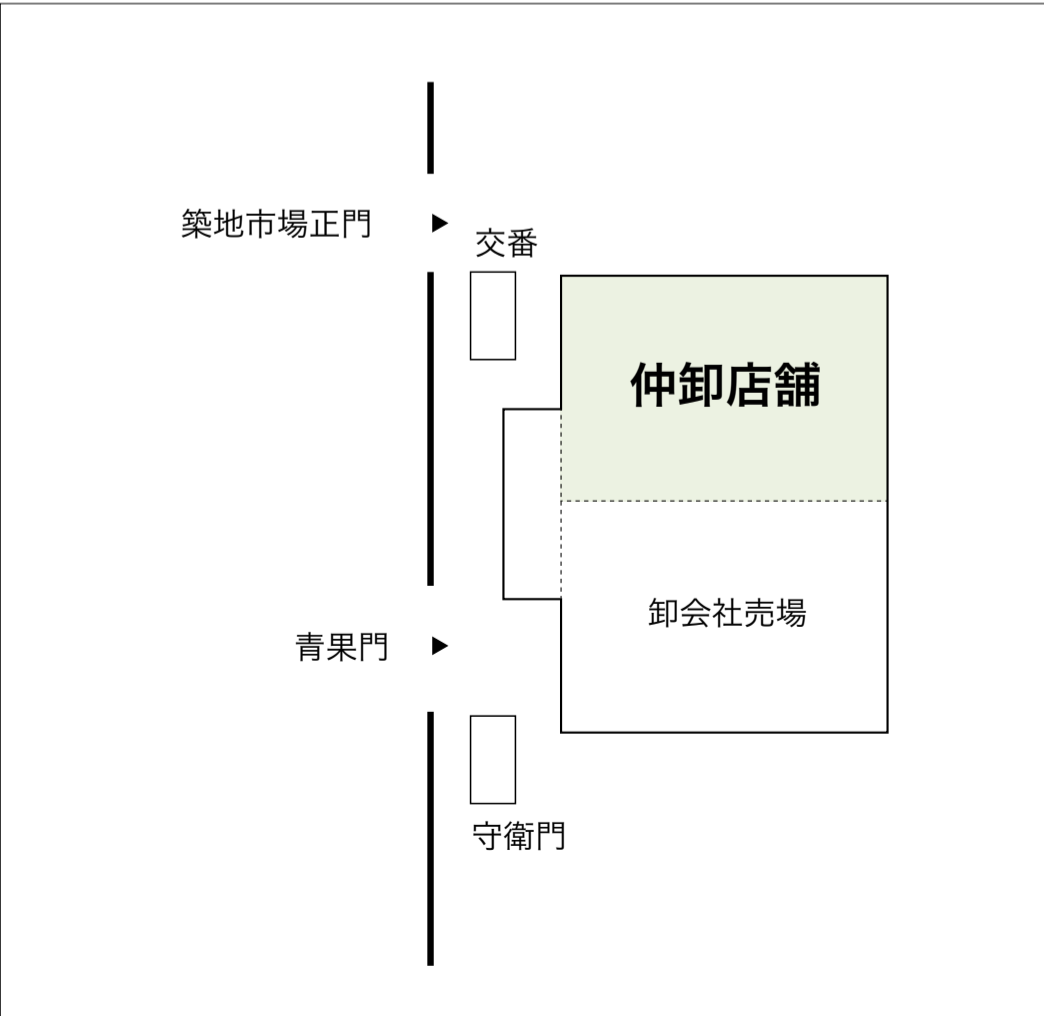 築地市場正門
交番
仲卸店舗
卸会社売場
青果門
守衛門